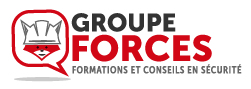 GROUPE
FORCES
FORMATIONS ET CONSEILS EN SÉCURITÉ